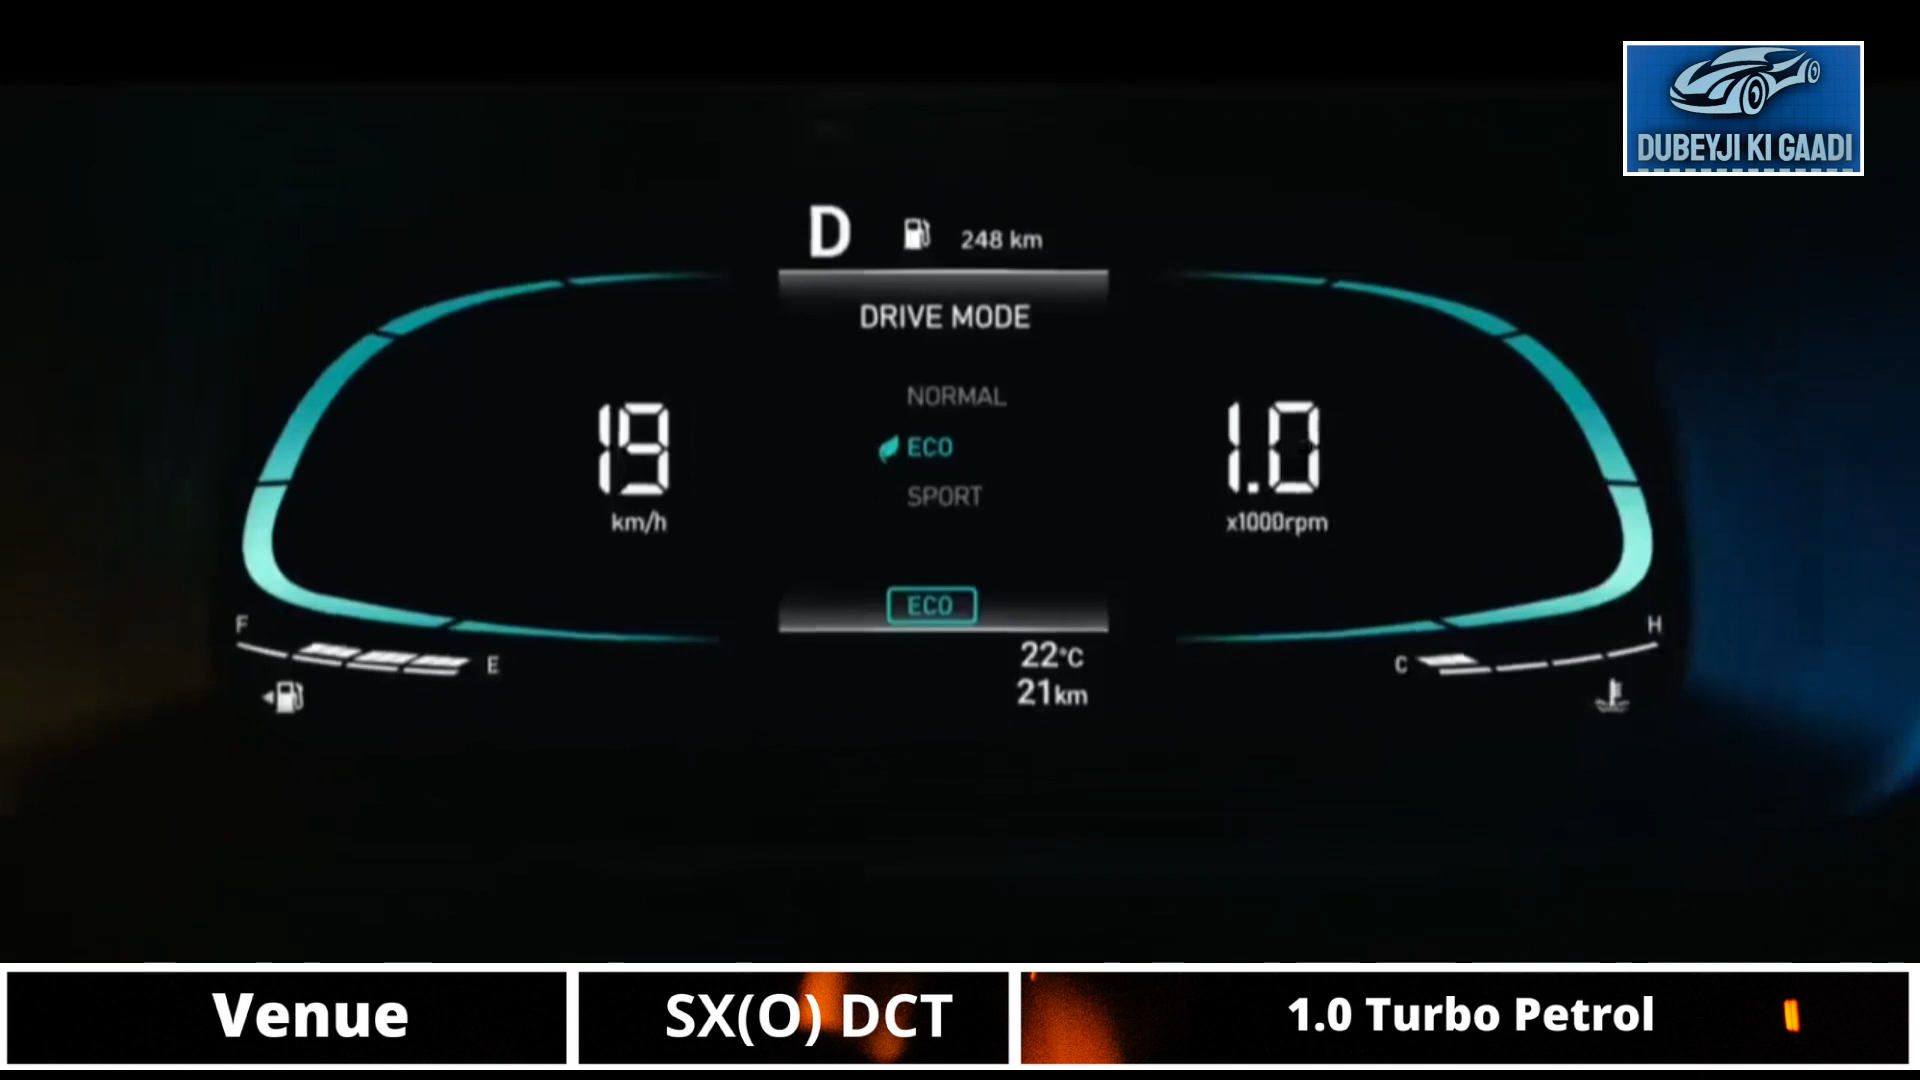 DUBEYJI KI GAADI
D 248 km
DRIVE MODE
NORMAL
ECO
SPORT
19
km/h
1.0
x1000rpm
ECO
F
E
22°C
21km
C
H
Venue
SX(O) DCT
1.0 Turbo Petrol